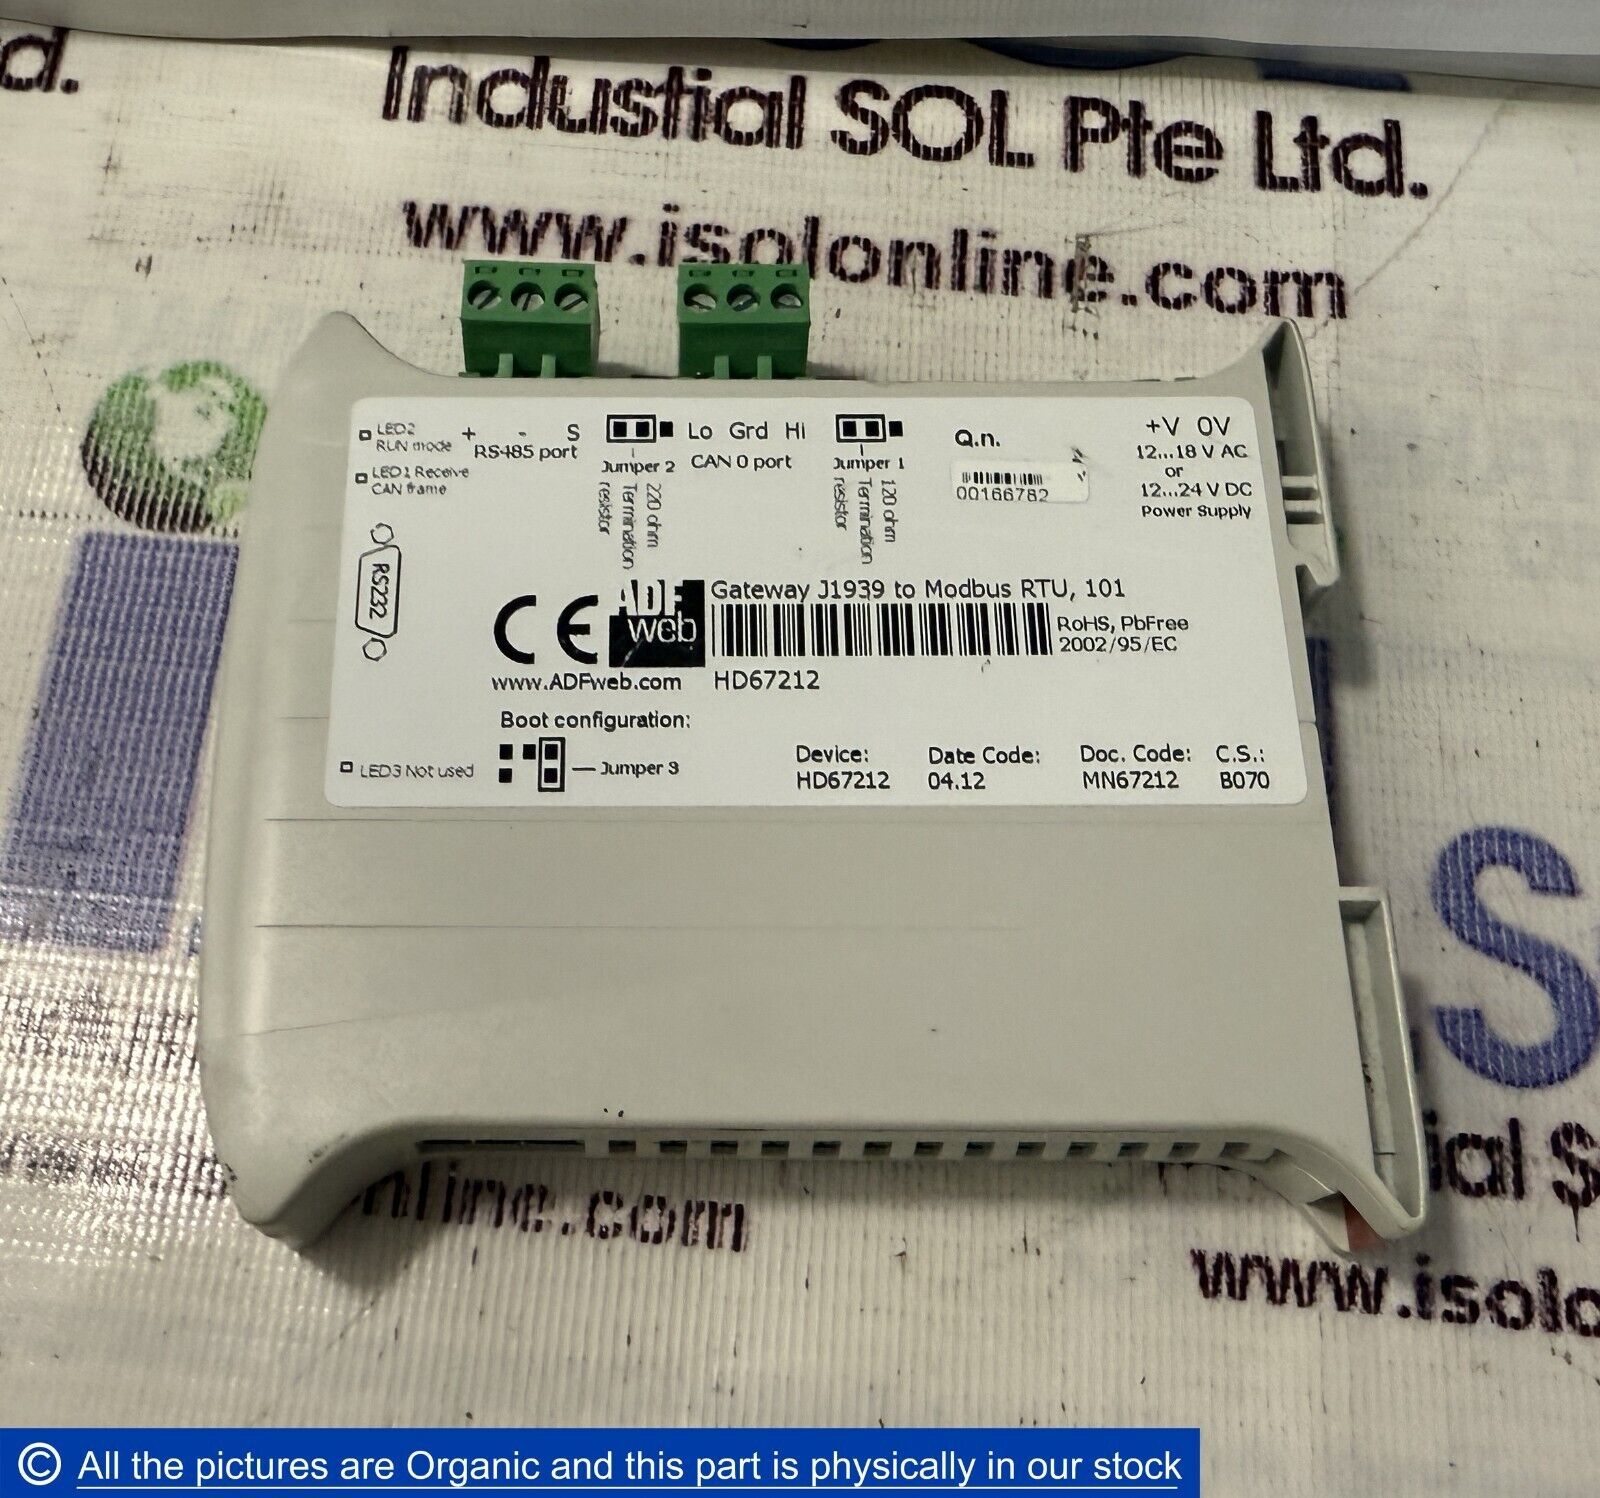 d.
Industial SOL Pte Ltd.
www.isolonline.com
LED2
RUN mode
LED1 Receive
CAN frame
+ - S
RS485 port
Jumper 2
220 ohm
Termination
resistor
Lo Grd Hi
CAN 0 port
Jumper 1
120 ohm
Termination
resistor
Q.n.
00166782
+V 0V
12...18 V AC
or
12...24 V DC
Power Supply
RS232
CE
ADF
web
www.ADFweb.com
Gateway J1939 to Modbus RTU, 101
RoHS, PbFree
2002/95/EC
HD67212
Boot configuration:
Jumper 3
LED3 Not used
Device:
HD67212
Date Code:
04.12
Doc. Code:
MN67212
C.S.:
B070
S
ial S
nline.com
www.isolo
© All the pictures are Organic and this part is physically in our stock